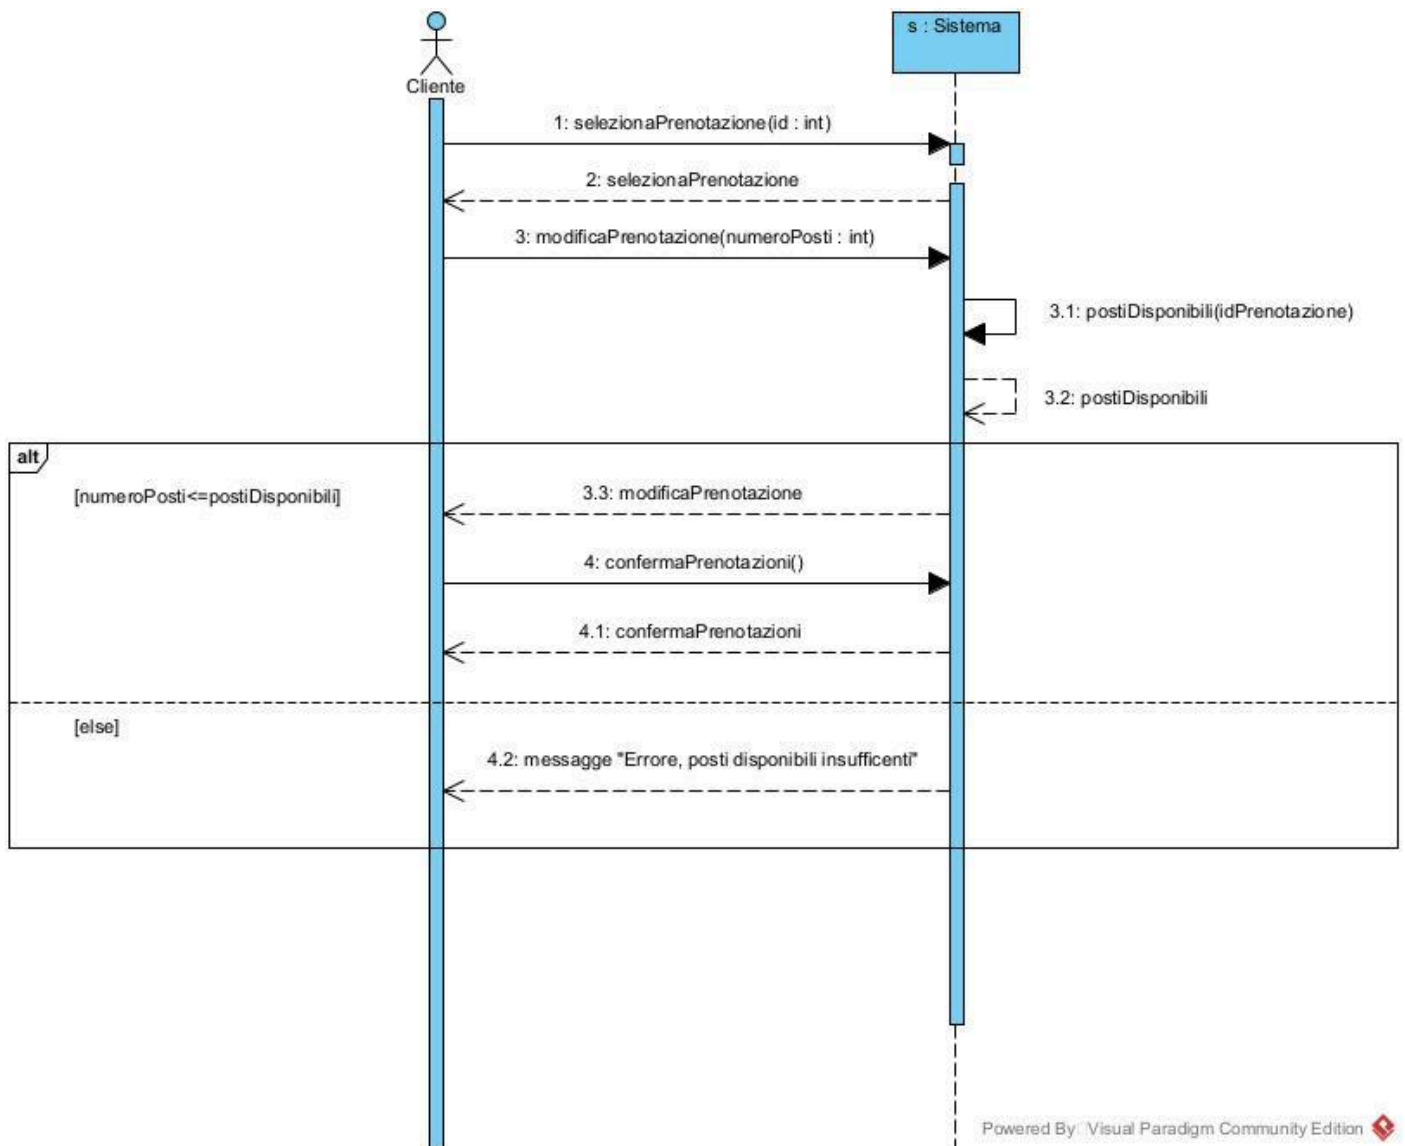 s : Sistema
Cliente
1: selezionaPrenotazione(id : int)
2: selezionaPrenotazione
3: modificaPrenotazione(numeroPosti : int)
3.1: postiDisponibili(idPrenotazione)
3.2: postiDisponibili
alt
[numeroPosti<=postiDisponibili]
3.3: modificaPrenotazione
4: confermaPrenotazioni()
4.1: confermaPrenotazioni
[else]
4.2: messagge "Errore, posti disponibili insufficenti"
Powered By Visual Paradigm Community Edition